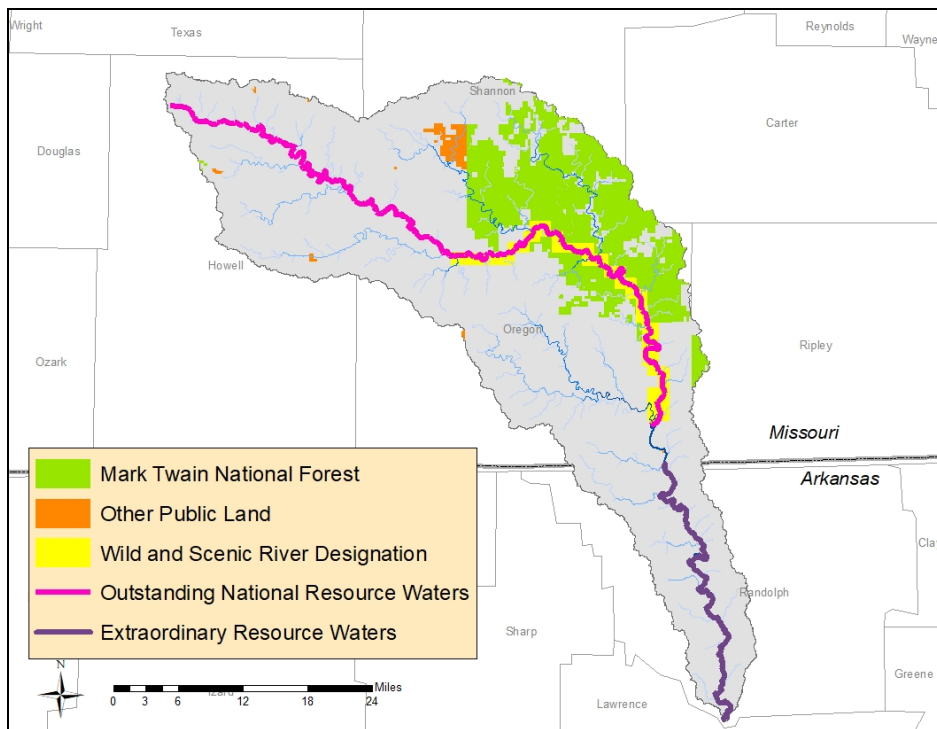 Wright
Texas
Reynolds
Wayne
Shannon
Carter
Douglas
Howell
Oregon
Ozark
Ripley
Missouri
Arkansas
Mark Twain National Forest
Other Public Land
Wild and Scenic River Designation
Outstanding National Resource Waters
Extraordinary Resource Waters
Cla
Randolph
Sharp
Greene
Lawrence
N
Miles
0 3 6 12 18 24